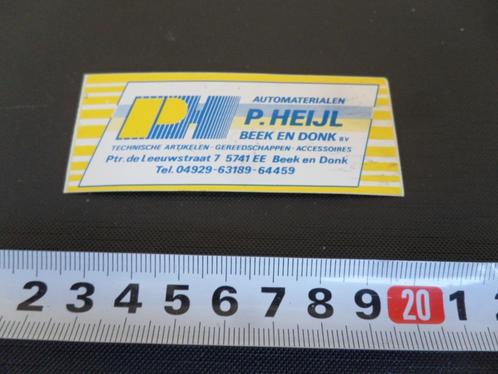 PH
AUTOMATERIALEN
P. HEIJL
BEEK EN DONK BV
TECHNISCHE ARTIKELEN - GEREEDSCHAPPEN - ACCESSOIRES
Ptr. de Leeuwstraat 7 5741 EE Beek en Donk
Tel. 04929-63189-64459
2 3 4 5 6 7 8 9 20 1